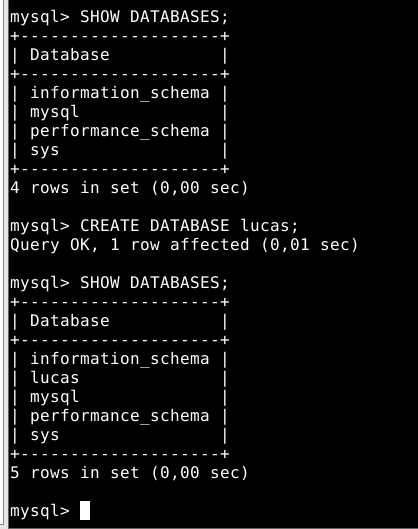 mysql> SHOW DATABASES;
+--------------------+
| Database           |
+--------------------+
| information_schema |
| mysql              |
| performance_schema |
| sys                |
+--------------------+
4 rows in set (0,00 sec)
mysql> CREATE DATABASE lucas;
Query OK, 1 row affected (0,01 sec)
mysql> SHOW DATABASES;
+--------------------+
| Database           |
+--------------------+
| information_schema |
| lucas              |
| mysql              |
| performance_schema |
| sys                |
+--------------------+
5 rows in set (0,00 sec)
mysql>